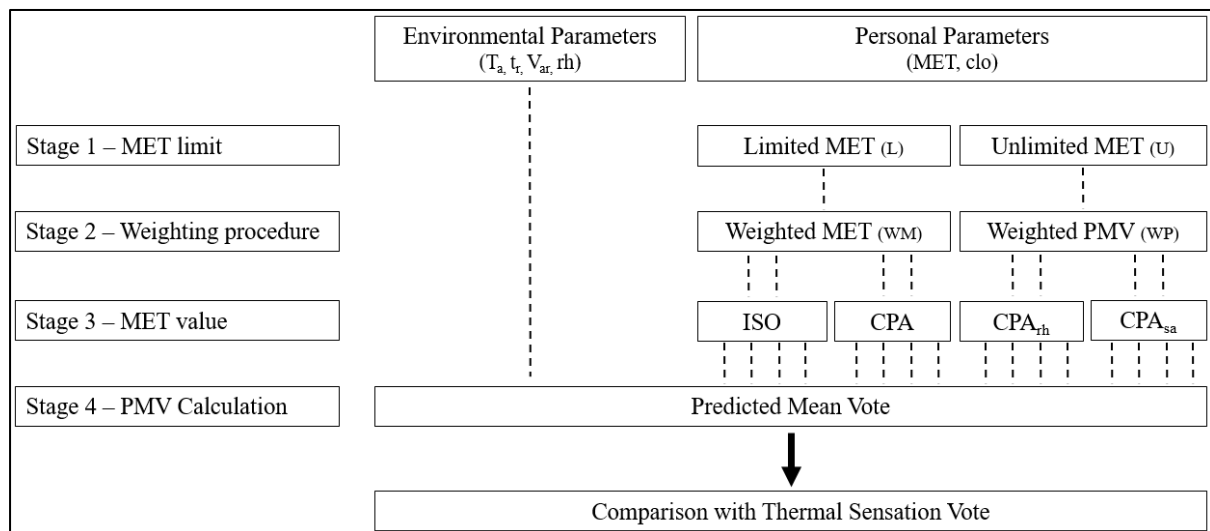 Environmental Parameters
(Ta, tr, Var, rh)
Personal Parameters
(MET, clo)
Stage 1 – MET limit
Limited MET (L)
Unlimited MET (U)
Stage 2 – Weighting procedure
Weighted MET (WM)
Weighted PMV (WP)
Stage 3 – MET value
ISO
CPA
CPArh
CPAsa
Stage 4 – PMV Calculation
Predicted Mean Vote
Comparison with Thermal Sensation Vote